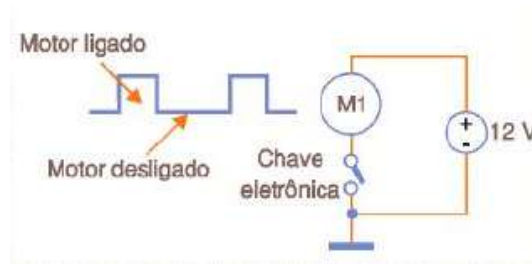 Motor ligado
Motor desligado
M1
Chave
eletrônica
+
-
12 V